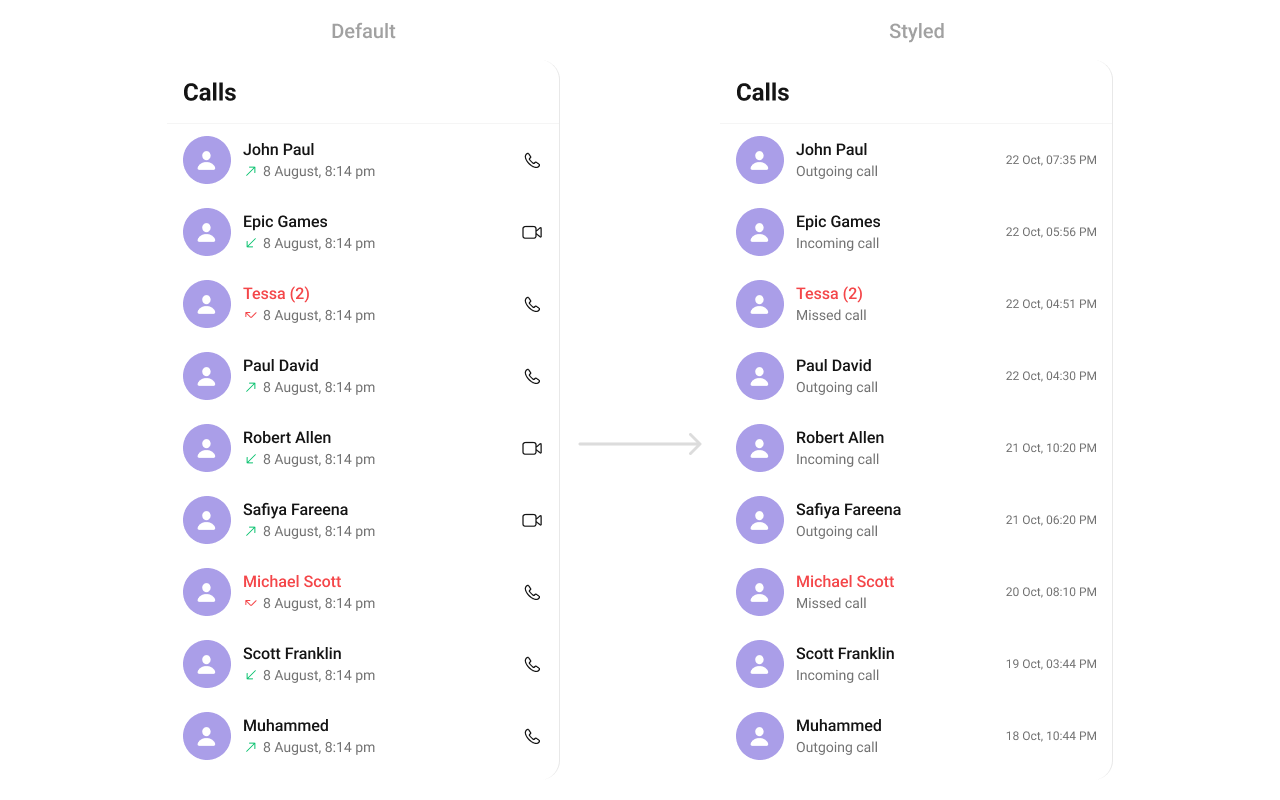 Default
Calls
John Paul
8 August, 8:14 pm
Epic Games
8 August, 8:14 pm
Tessa (2)
8 August, 8:14 pm
Paul David
8 August, 8:14 pm
Robert Allen
8 August, 8:14 pm
Safiya Fareena
8 August, 8:14 pm
Michael Scott
8 August, 8:14 pm
Scott Franklin
8 August, 8:14 pm
Muhammed
8 August, 8:14 pm
Styled
Calls
John Paul
Outgoing call
22 Oct, 07:35 PM
Epic Games
Incoming call
22 Oct, 05:56 PM
Tessa (2)
Missed call
22 Oct, 04:51 PM
Paul David
Outgoing call
22 Oct, 04:30 PM
Robert Allen
Incoming call
21 Oct, 10:20 PM
Safiya Fareena
Outgoing call
21 Oct, 06:20 PM
Michael Scott
Missed call
20 Oct, 08:10 PM
Scott Franklin
Incoming call
19 Oct, 03:44 PM
Muhammed
Outgoing call
18 Oct, 10:44 PM